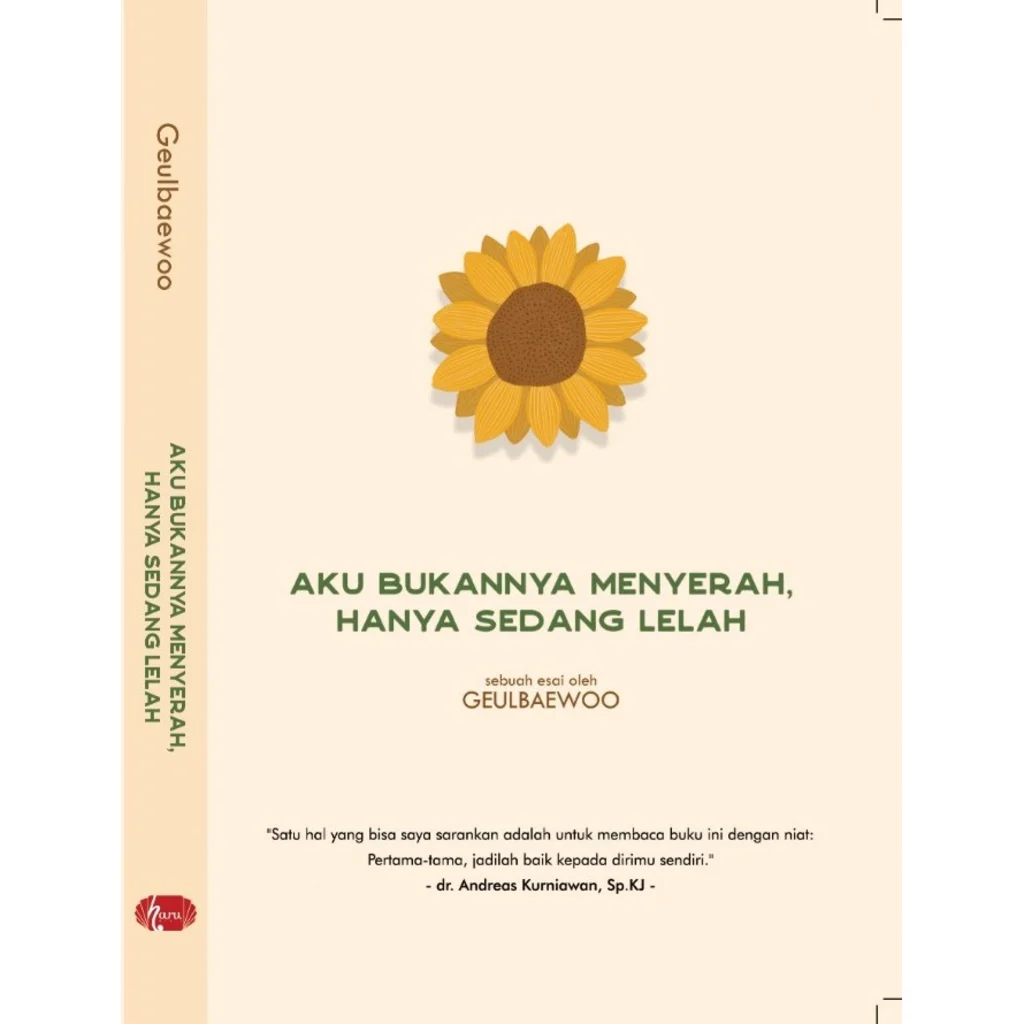 Geulbaewoo
AKU BUKANNYA MENYERAH,
HANYA SEDANG LELAH
haru
AKU BUKANNYA MENYERAH,
HANYA SEDANG LELAH
sebuah esai oleh
GEULBAEWOO
"Satu hal yang bisa saya sarankan adalah untuk membaca buku ini dengan niat:
Pertama-tama, jadilah baik kepada dirimu sendiri."
- dr. Andreas Kurniawan, Sp.KJ -